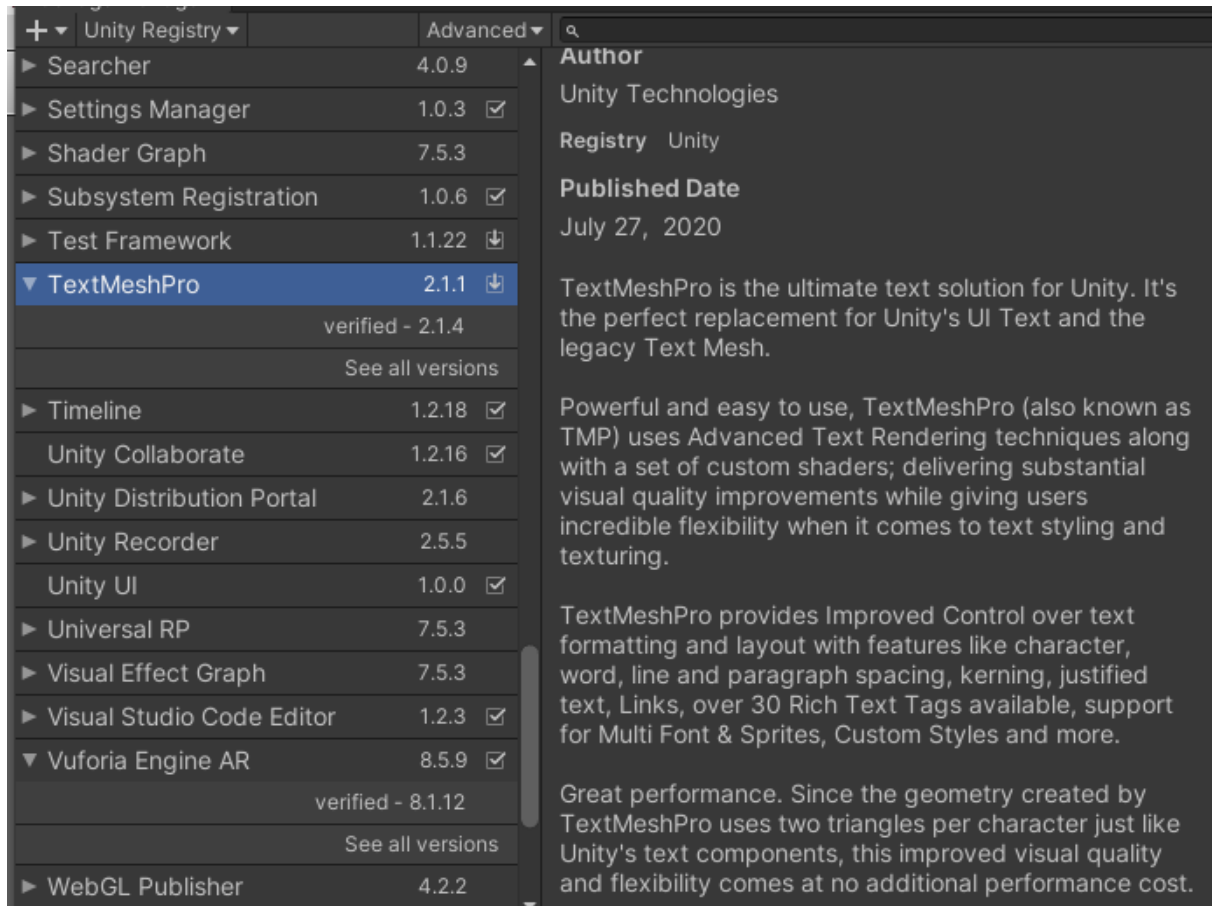 Unity Registry
Advanced
Searcher 4.0.9
Settings Manager 1.0.3
Shader Graph 7.5.3
Subsystem Registration 1.0.6
Test Framework 1.1.22
TextMeshPro 2.1.1
verified - 2.1.4
See all versions
Timeline 1.2.18
Unity Collaborate 1.2.16
Unity Distribution Portal 2.1.6
Unity Recorder 2.5.5
Unity UI 1.0.0
Universal RP 7.5.3
Visual Effect Graph 7.5.3
Visual Studio Code Editor 1.2.3
Vuforia Engine AR 8.5.9
verified - 8.1.12
See all versions
WebGL Publisher 4.2.2
Author
Unity Technologies
Registry Unity
Published Date
July 27, 2020
TextMeshPro is the ultimate text solution for Unity. It's
the perfect replacement for Unity's UI Text and the
legacy Text Mesh.
Powerful and easy to use, TextMeshPro (also known as
TMP) uses Advanced Text Rendering techniques along
with a set of custom shaders; delivering substantial
visual quality improvements while giving users
incredible flexibility when it comes to text styling and
texturing.
TextMeshPro provides Improved Control over text
formatting and layout with features like character,
word, line and paragraph spacing, kerning, justified
text, Links, over 30 Rich Text Tags available, support
for Multi Font & Sprites, Custom Styles and more.
Great performance. Since the geometry created by
TextMeshPro uses two triangles per character just like
Unity's text components, this improved visual quality
and flexibility comes at no additional performance cost.